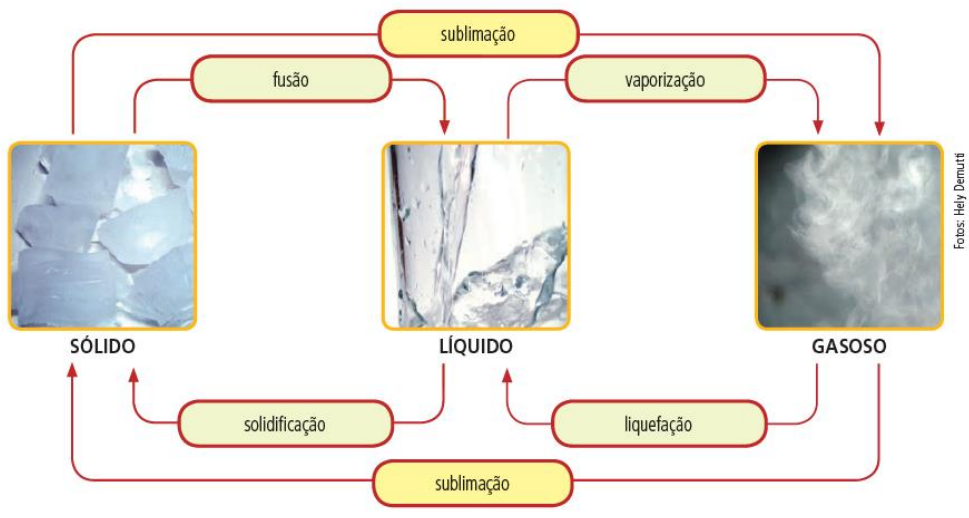 sublimação
fusão
vaporização
Fotos: Hely Demutti
SÓLIDO
LÍQUIDO
GASOSO
solidificação
liquefação
sublimação